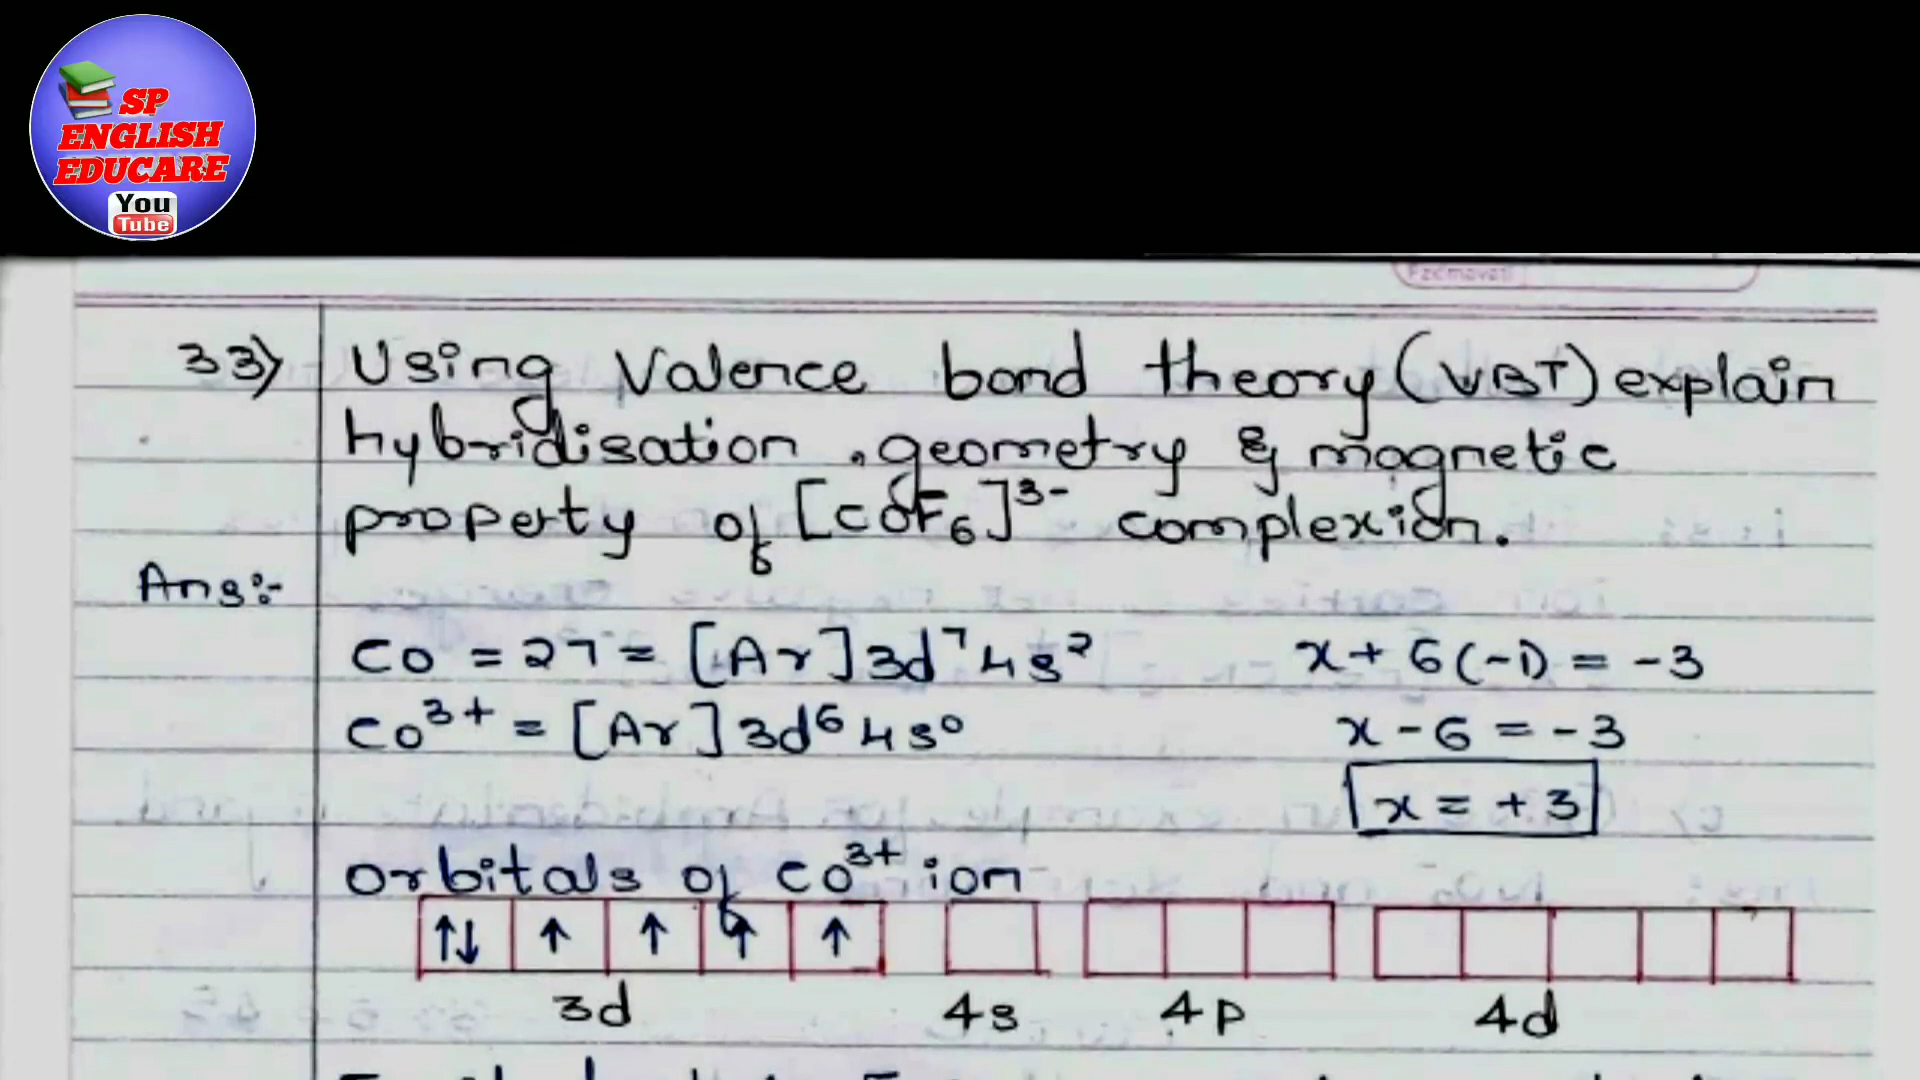 SP
ENGLISH
EDUCARE
You
Tube
33) Using Valence bond theory (VBT) explain
hybridisation, geometry & magnetic
property of [CoF₆]³⁻ complexion.
Ans:-
Co = 27 = [Ar] 3d⁷ 4s²
x + 6(-1) = -3
Co³⁺ = [Ar] 3d⁶ 4s⁰
x - 6 = -3
x = +3
orbitals of Co³⁺ ion
↑↓ ↑ ↑ ↑ ↑
3d 4s 4p 4d